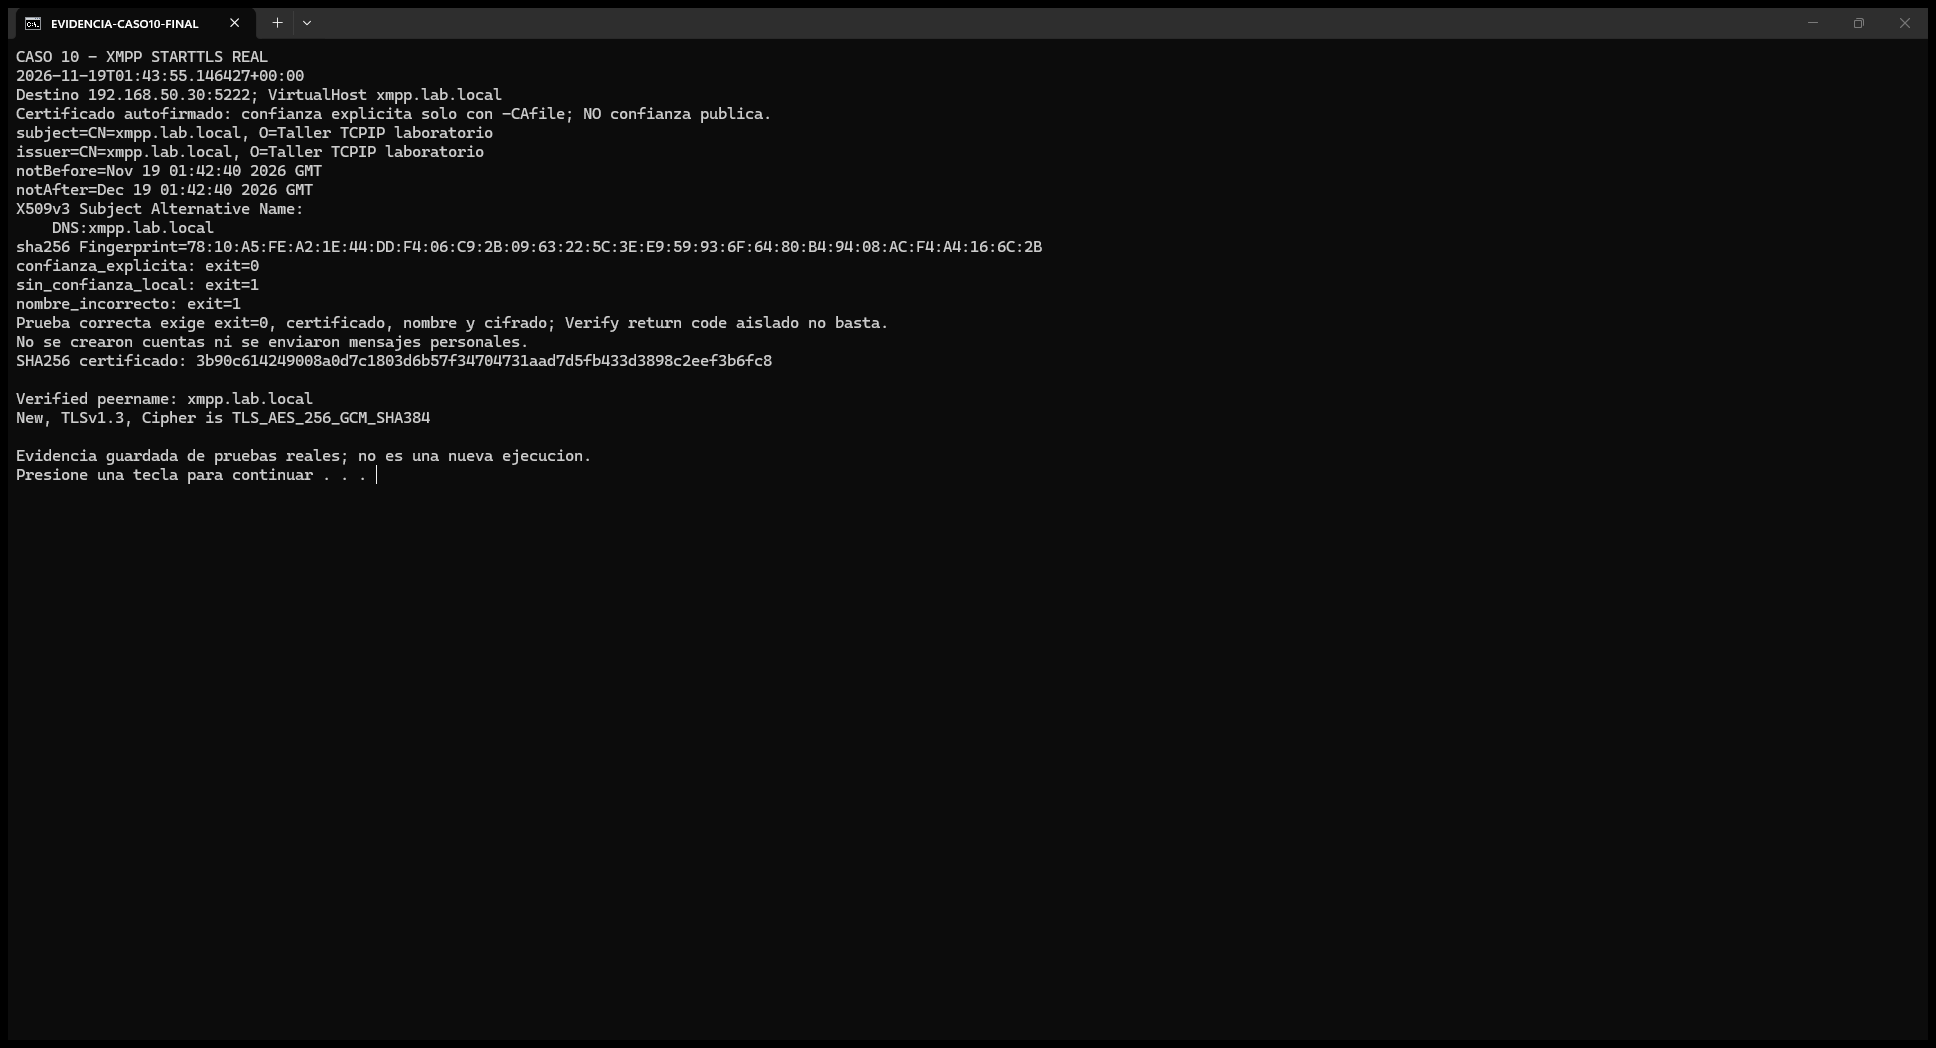 EVIDENCIA-CASO10-FINAL
CASO 10 - XMPP STARTTLS REAL
2026-11-19T01:43:55.146427+00:00
Destino 192.168.50.30:5222; VirtualHost xmpp.lab.local
Certificado autofirmado: confianza explicita solo con -CAfile; NO confianza publica.
subject=CN=xmpp.lab.local, O=Taller TCPIP laboratorio
issuer=CN=xmpp.lab.local, O=Taller TCPIP laboratorio
notBefore=Nov 19 01:42:40 2026 GMT
notAfter=Dec 19 01:42:40 2026 GMT
X509v3 Subject Alternative Name:
    DNS:xmpp.lab.local
sha256 Fingerprint=78:10:A5:FE:A2:1E:44:DD:F4:06:C9:2B:09:63:22:5C:3E:E9:59:93:6F:64:80:B4:94:08:AC:F4:A4:16:6C:2B
confianza_explicita: exit=0
sin_confianza_local: exit=1
nombre_incorrecto: exit=1
Prueba correcta exige exit=0, certificado, nombre y cifrado; Verify return code aislado no basta.
No se crearon cuentas ni se enviaron mensajes personales.
SHA256 certificado: 3b90c614249008a0d7c1803d6b57f34704731aad7d5fb433d3898c2eef3b6fc8
Verified peername: xmpp.lab.local
New, TLSv1.3, Cipher is TLS_AES_256_GCM_SHA384
Evidencia guardada de pruebas reales; no es una nueva ejecucion.
Presione una tecla para continuar . . .